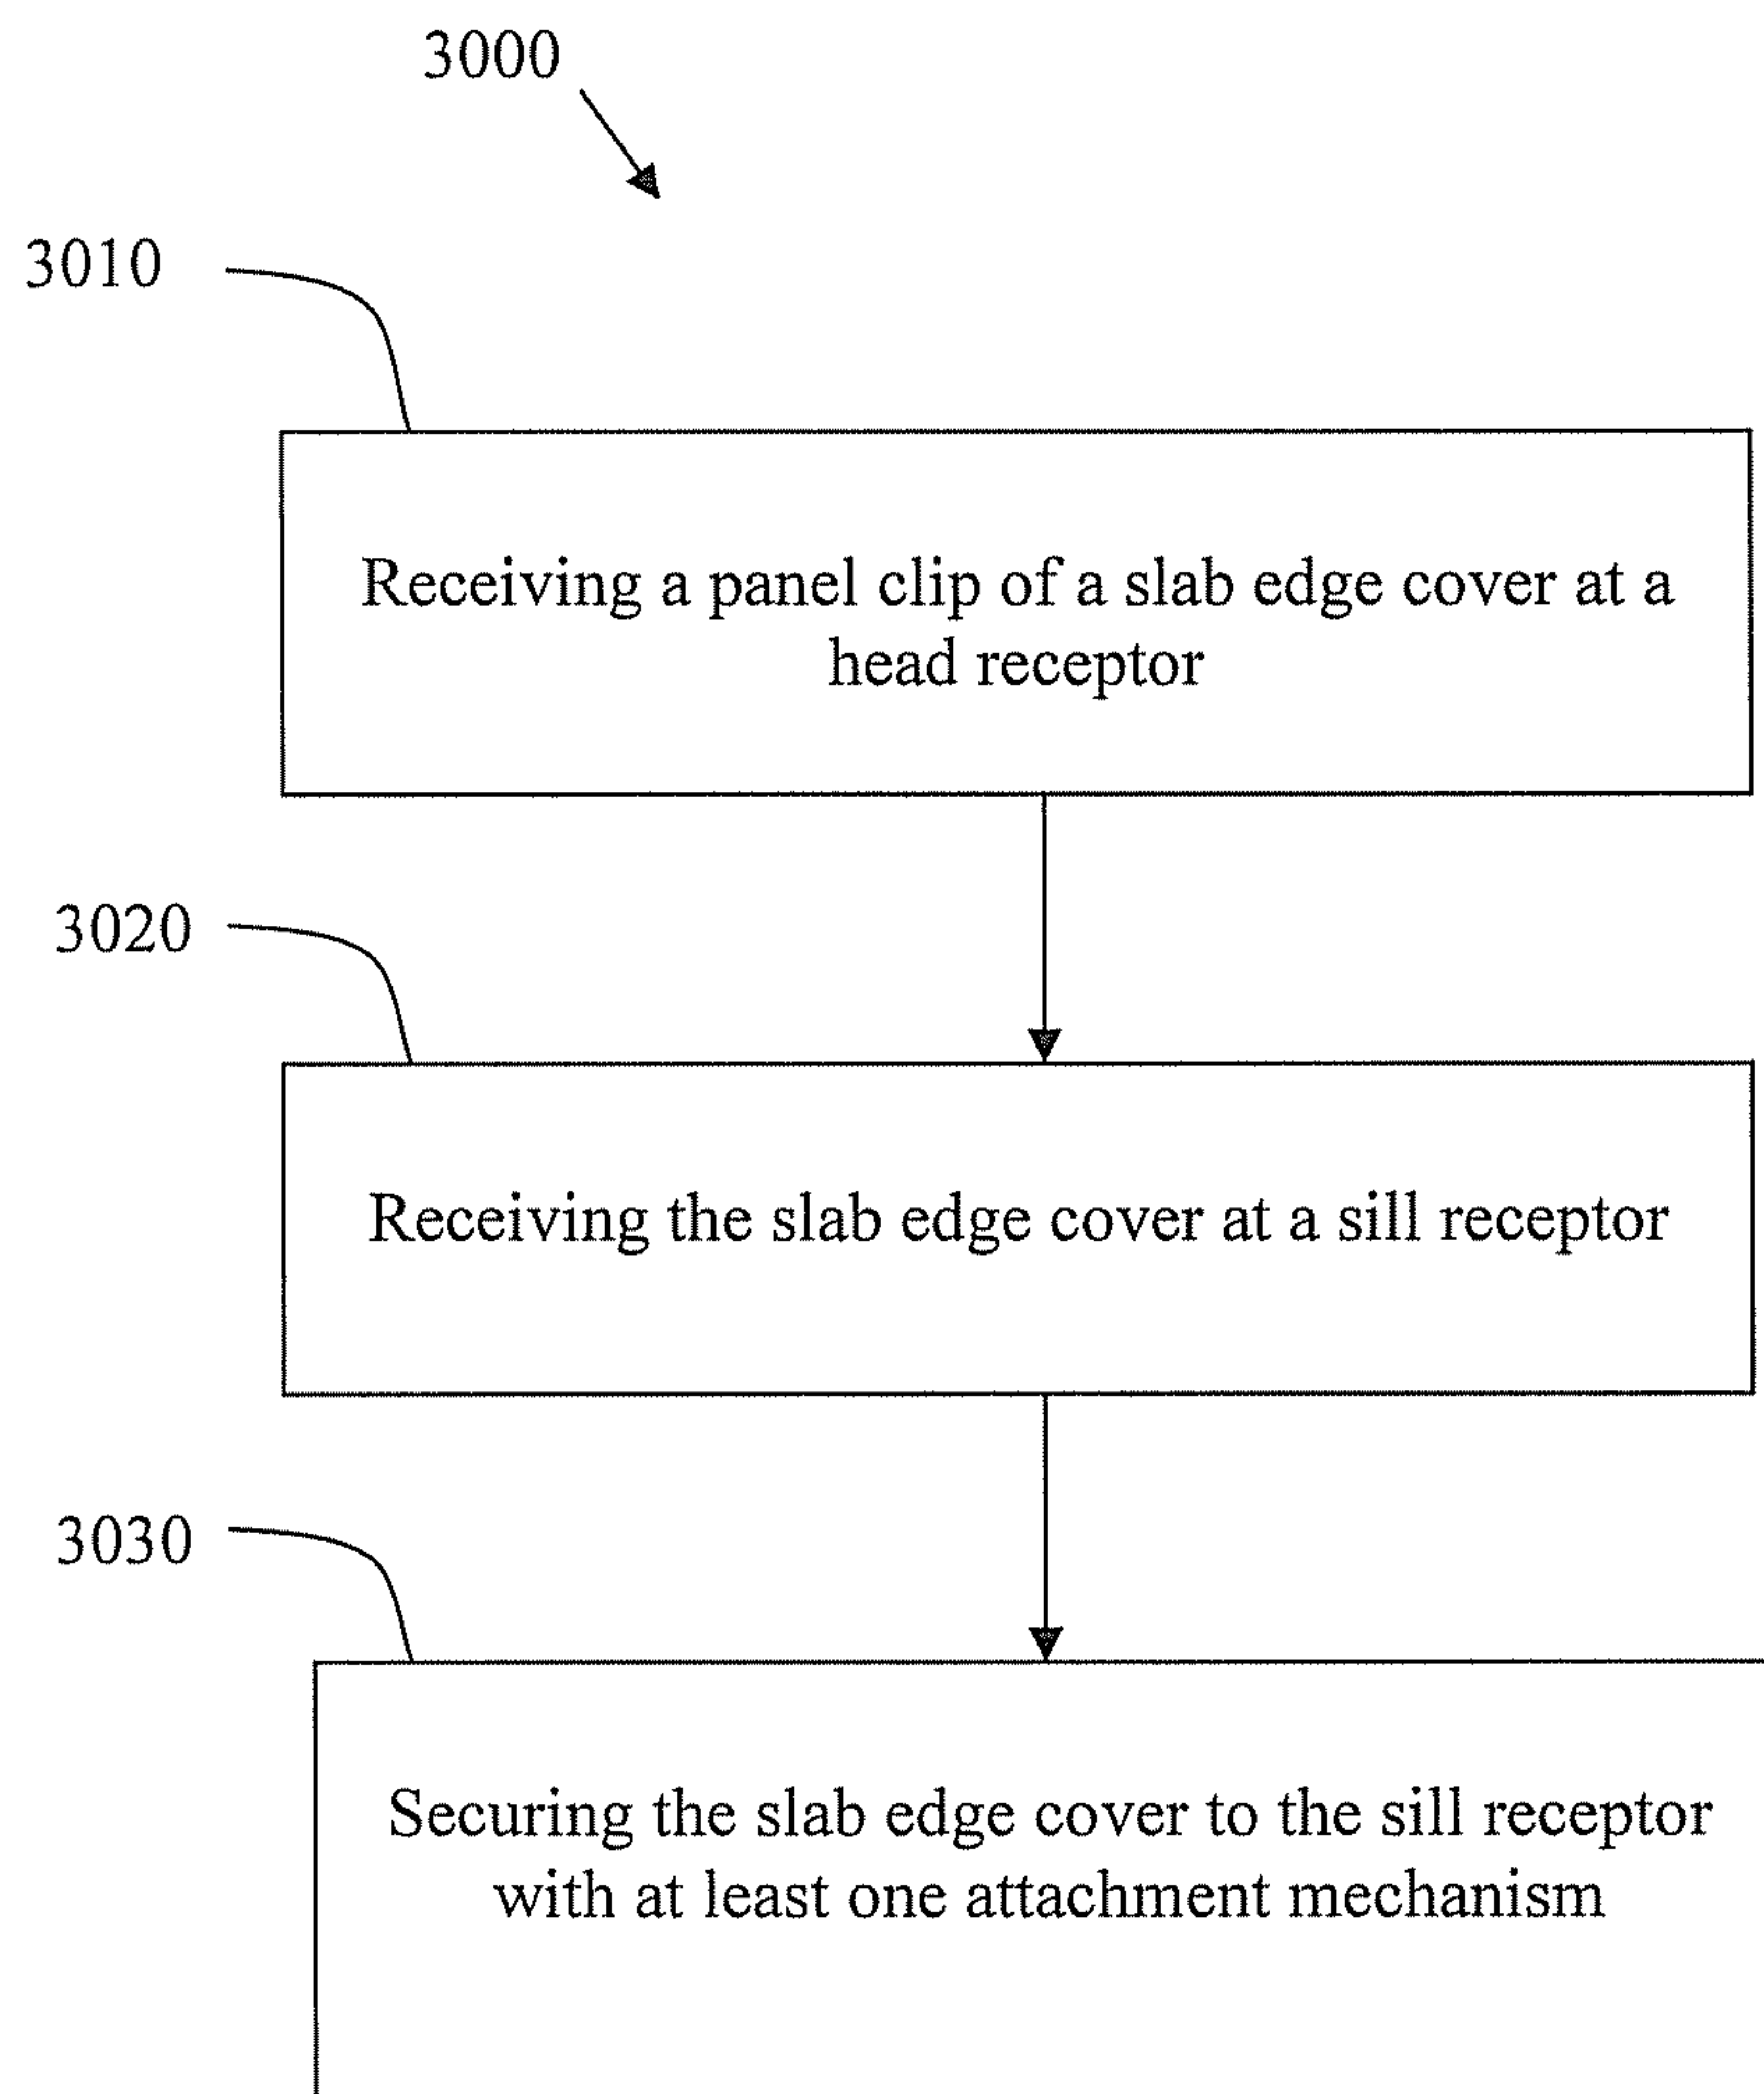 3000
3010
Receiving a panel clip of a slab edge cover at a
head receptor
3020
Receiving the slab edge cover at a sill receptor
3030
Securing the slab edge cover to the sill receptor
with at least one attachment mechanism